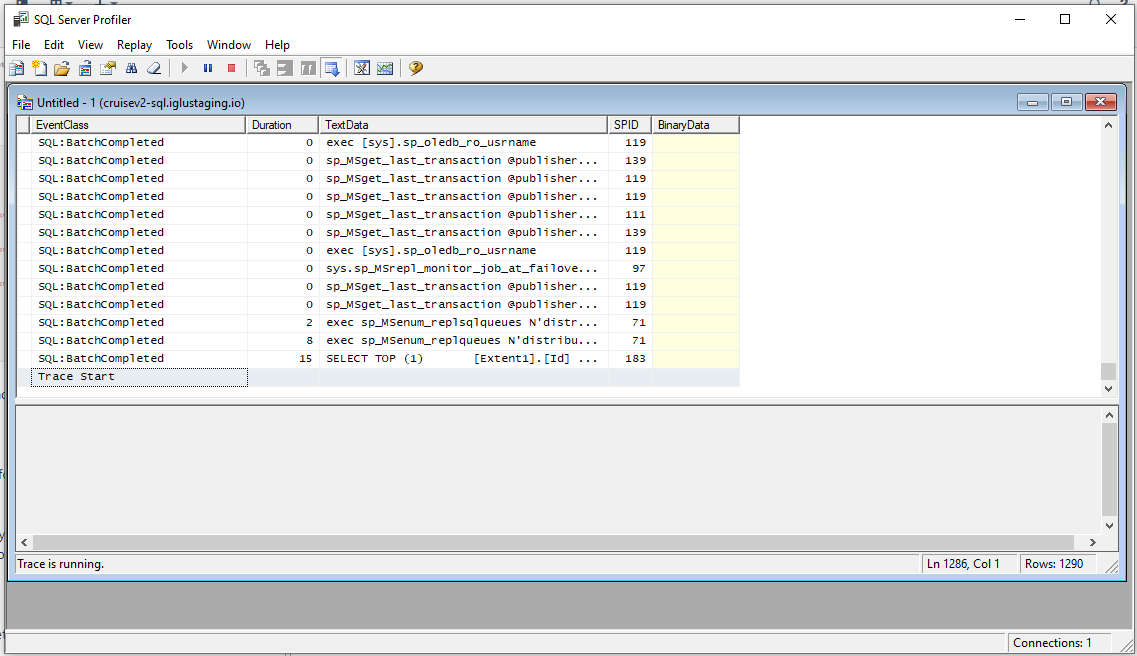 SQL Server Profiler
File Edit View Replay Tools Window Help
Untitled - 1 (cruisev2-sql.iglustaging.io)
EventClass Duration TextData SPID BinaryData
SQL:BatchCompleted 0 exec [sys].sp_oledb_ro_usrname 119
SQL:BatchCompleted 0 sp_MSget_last_transaction @publisher... 139
SQL:BatchCompleted 0 sp_MSget_last_transaction @publisher... 119
SQL:BatchCompleted 0 sp_MSget_last_transaction @publisher... 119
SQL:BatchCompleted 0 sp_MSget_last_transaction @publisher... 111
SQL:BatchCompleted 0 sp_MSget_last_transaction @publisher... 139
SQL:BatchCompleted 0 exec [sys].sp_oledb_ro_usrname 119
SQL:BatchCompleted 0 sys.sp_MSrepl_monitor_job_at_failove... 97
SQL:BatchCompleted 0 sp_MSget_last_transaction @publisher... 119
SQL:BatchCompleted 0 sp_MSget_last_transaction @publisher... 119
SQL:BatchCompleted 2 exec sp_MSenum_replsqlqueues N'distr... 71
SQL:BatchCompleted 8 exec sp_MSenum_replqueues N'distribu... 71
SQL:BatchCompleted 15 SELECT TOP (1) [Extent1].[Id] ... 183
Trace Start
Trace is running.
Ln 1286, Col 1
Rows: 1290
Connections: 1